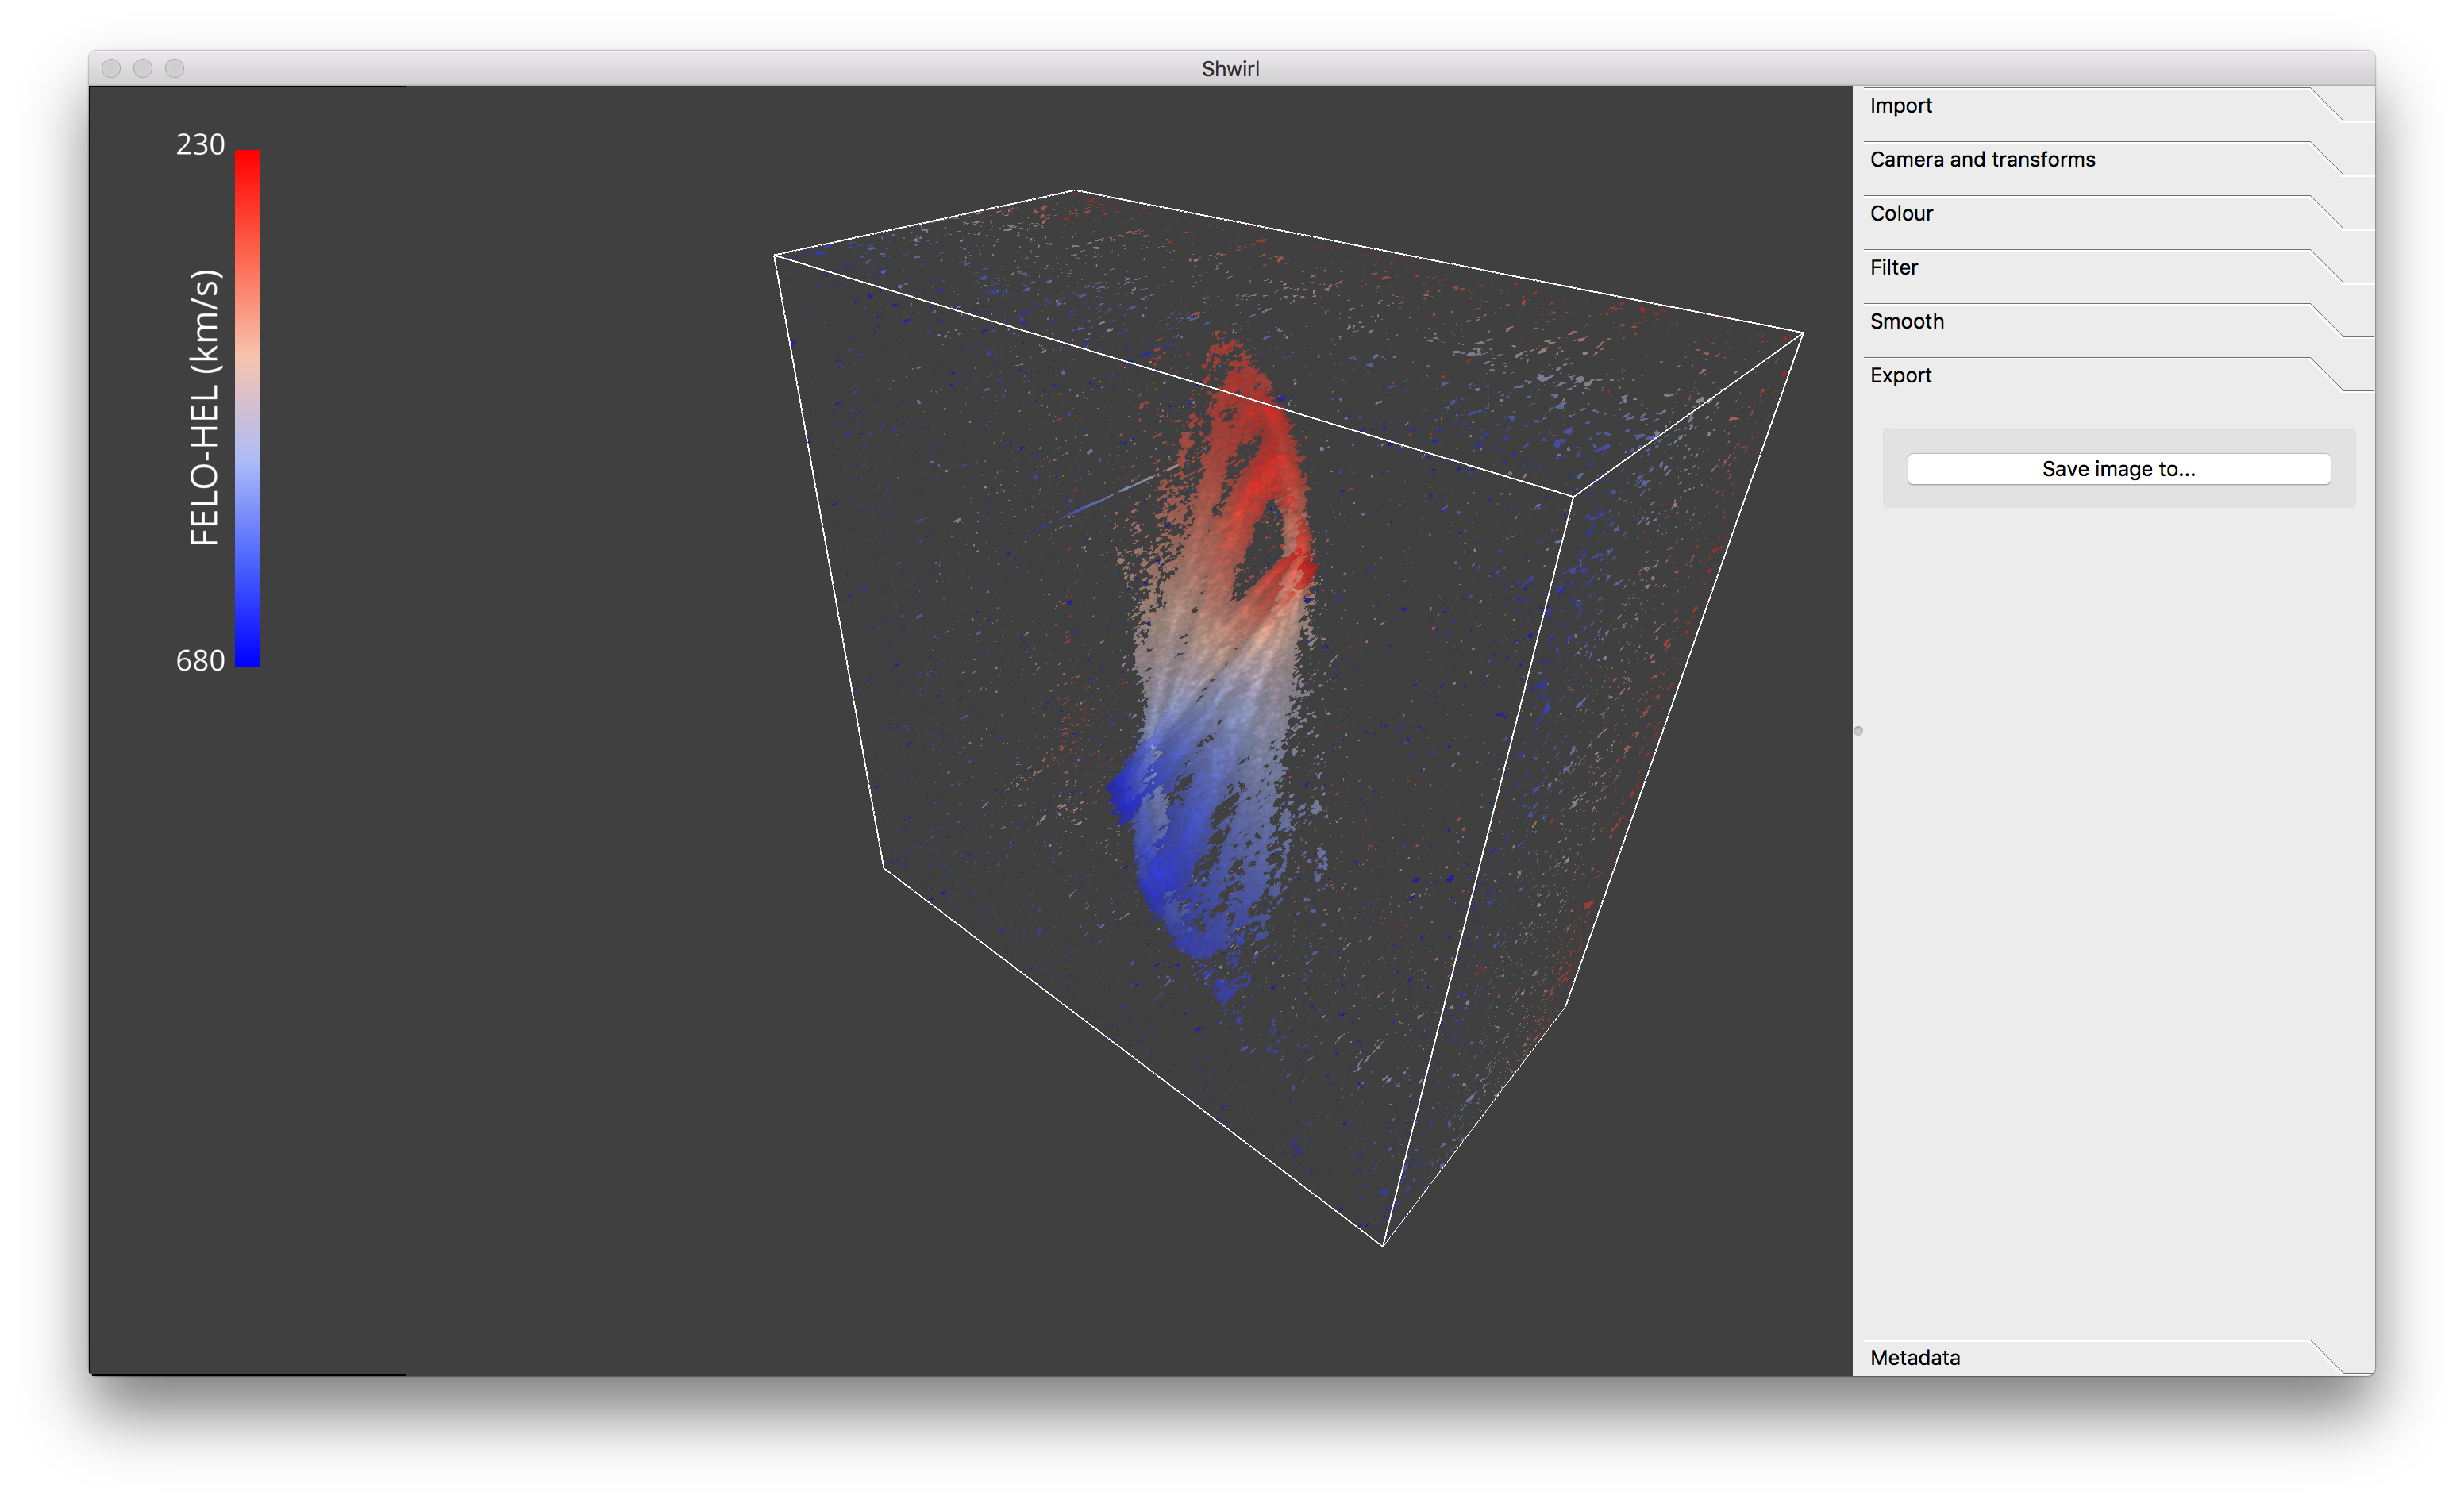 Shwirl
230
FELO-HEL (km/s)
680
Import
Camera and transforms
Colour
Filter
Smooth
Export
Save image to...
Metadata